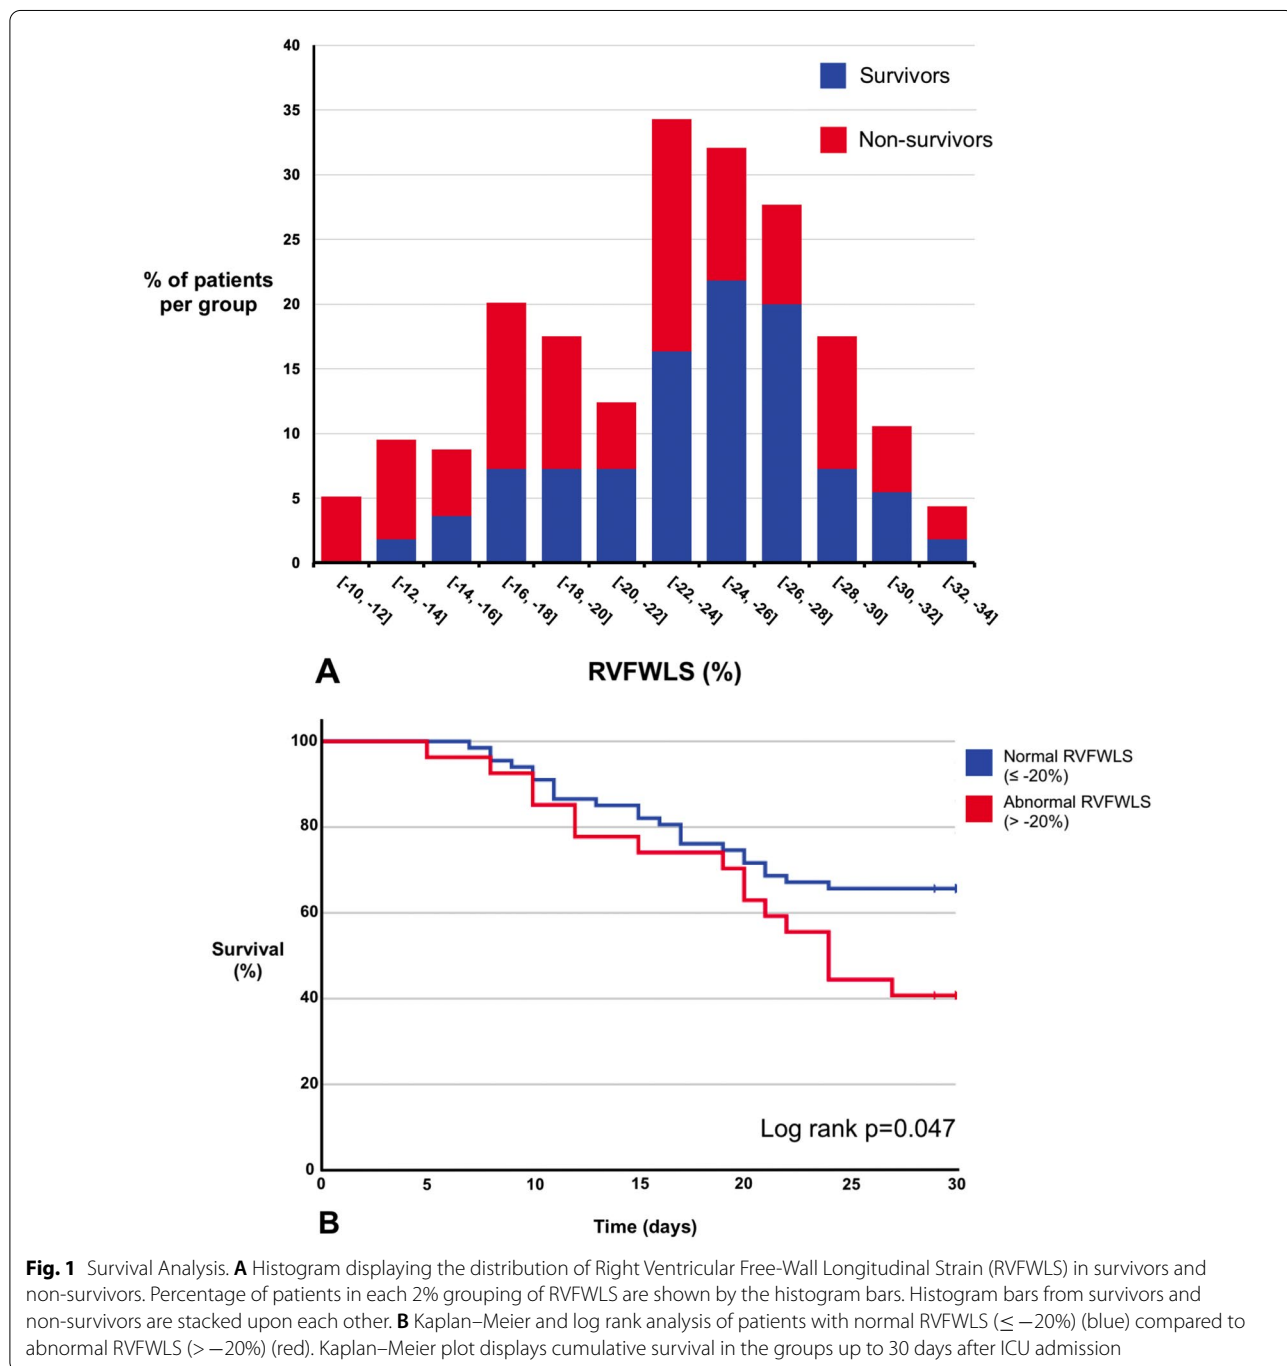 40
35
30
25
20
15
10
5
0
Survivors
Non-survivors
% of patients
per group
[-10, -12]
[-12, -14]
[-14, -16]
[-16, -18]
[-18, -20]
[-20, -22]
[-22, -24]
[-24, -26]
[-26, -28]
[-28, -30]
[-30, -32]
[-32, -34]
A
RVFWLS (%)
100
80
60
40
20
0
Survival
(%)
Normal RVFWLS
(≤ -20%)
Abnormal RVFWLS
(> -20%)
Log rank p=0.047
0 5 10 15 20 25 30
B
Time (days)
Fig. 1 Survival Analysis. A Histogram displaying the distribution of Right Ventricular Free-Wall Longitudinal Strain (RVFWLS) in survivors and
non-survivors. Percentage of patients in each 2% grouping of RVFWLS are shown by the histogram bars. Histogram bars from survivors and
non-survivors are stacked upon each other. B Kaplan–Meier and log rank analysis of patients with normal RVFWLS (≤ −20%) (blue) compared to
abnormal RVFWLS (> −20%) (red). Kaplan–Meier plot displays cumulative survival in the groups up to 30 days after ICU admission